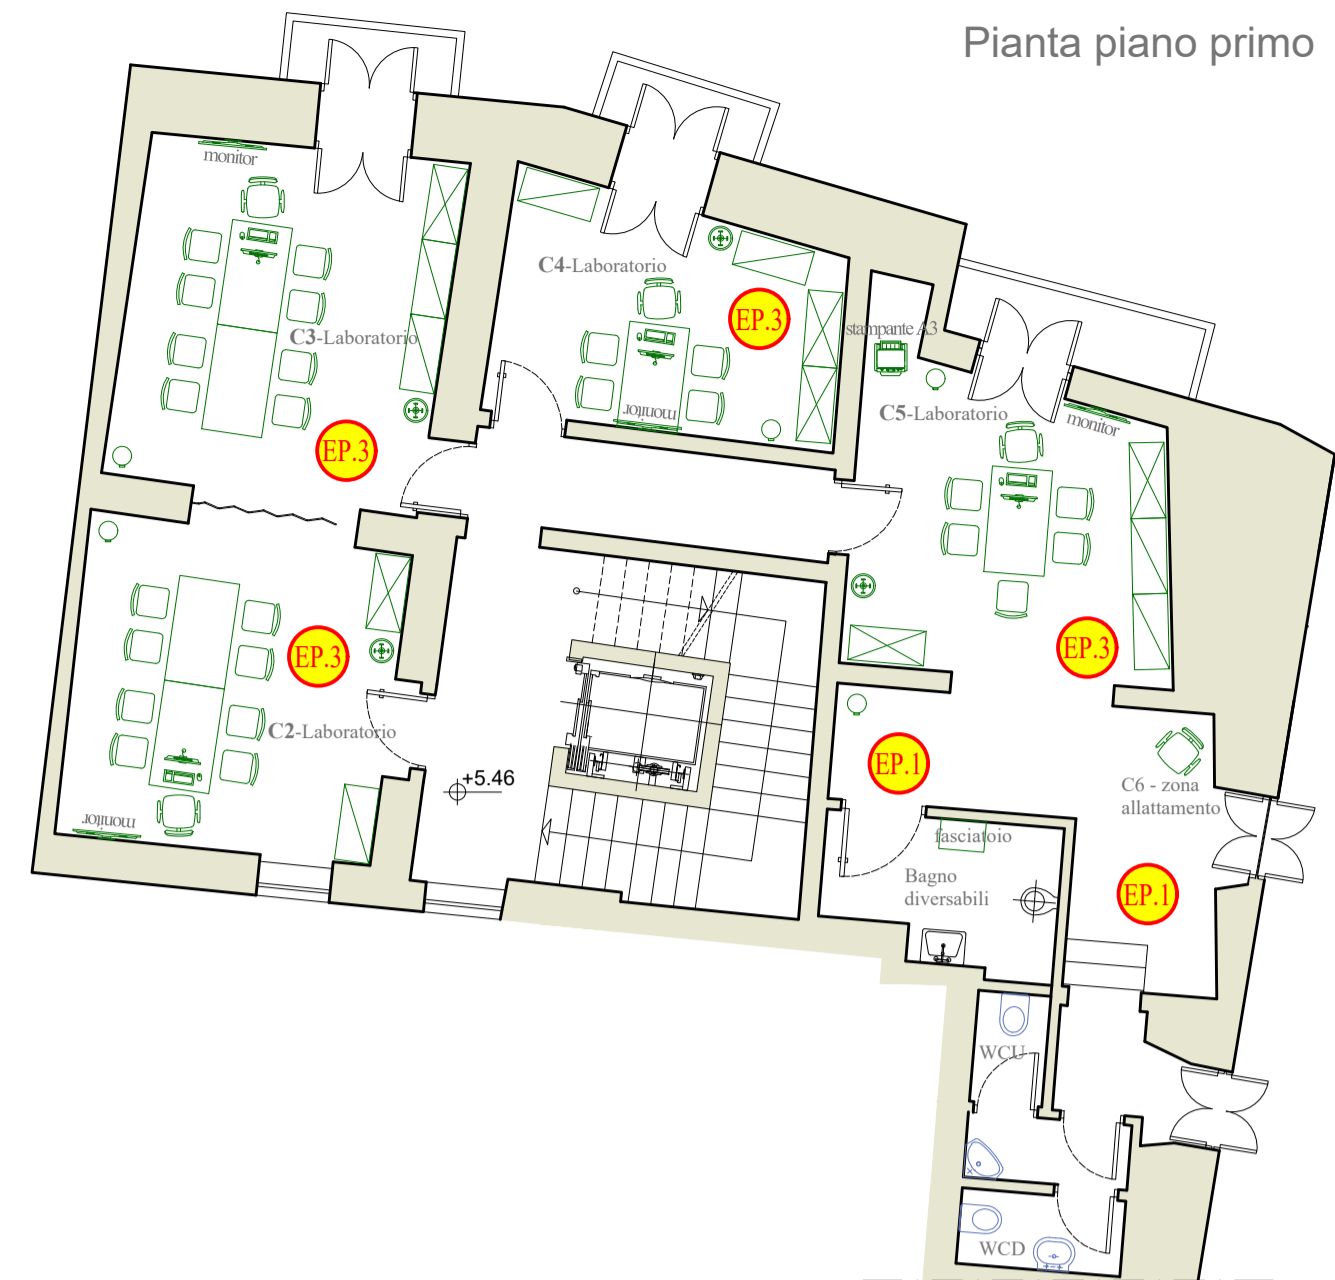 Pianta piano primo
monitor
C3-Laboratorio
EP.3
C4-Laboratorio
EP.3
monitor
stampante A3
C5-Laboratorio
monitor
EP.3
EP.3
C2-Laboratorio
monitor
+5.46
EP.1
C6 - zona
allattamento
fasciatoio
Bagno
diversabili
EP.1
WCU
WCD